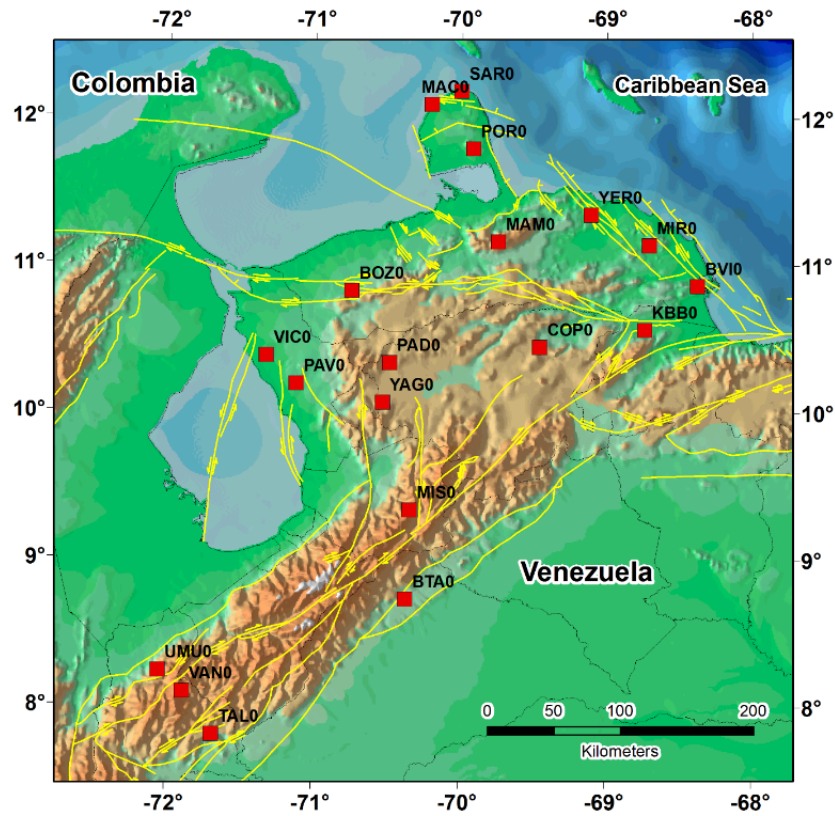 -72° -71° -70° -69° -68°
Colombia
SAR0
MAC0
Caribbean Sea
12° 12°
POR0
YER0
MAM0
MIR0
11° 11°
BOZ0
BVI0
KBB0
VIC0
PAD0
COP0
PAV0
YAG0
10° 10°
MIS0
9° 9°
BTA0
Venezuela
UMU0
VAN0
8° 8°
TAL0
0 50 100 200
Kilometers
-72° -71° -70° -69° -68°